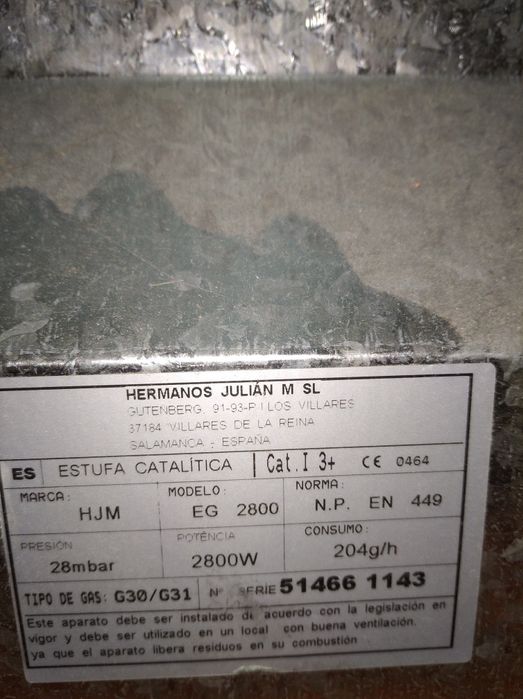 HERMANOS JULIÁN M SL
GUTENBERG, 91-93-P.I LOS VILLARES
37184 VILLARES DE LA REINA
SALAMANCA - ESPAÑA
ES ESTUFA CATALÍTICA Cat.I 3+ CE 0464
MARCA: HJM MODELO: EG 2800 NORMA: N.P. EN 449
PRESIÓN 28mbar POTENCIA 2800W CONSUMO: 204g/h
TIPO DE GAS: G30/G31 Nº SERIE 51466 1143
Este aparato debe ser instalado de acuerdo con la legislación en
vigor y debe ser utilizado en un local con buena ventilación.
ya que el aparato libera residuos en su combustión